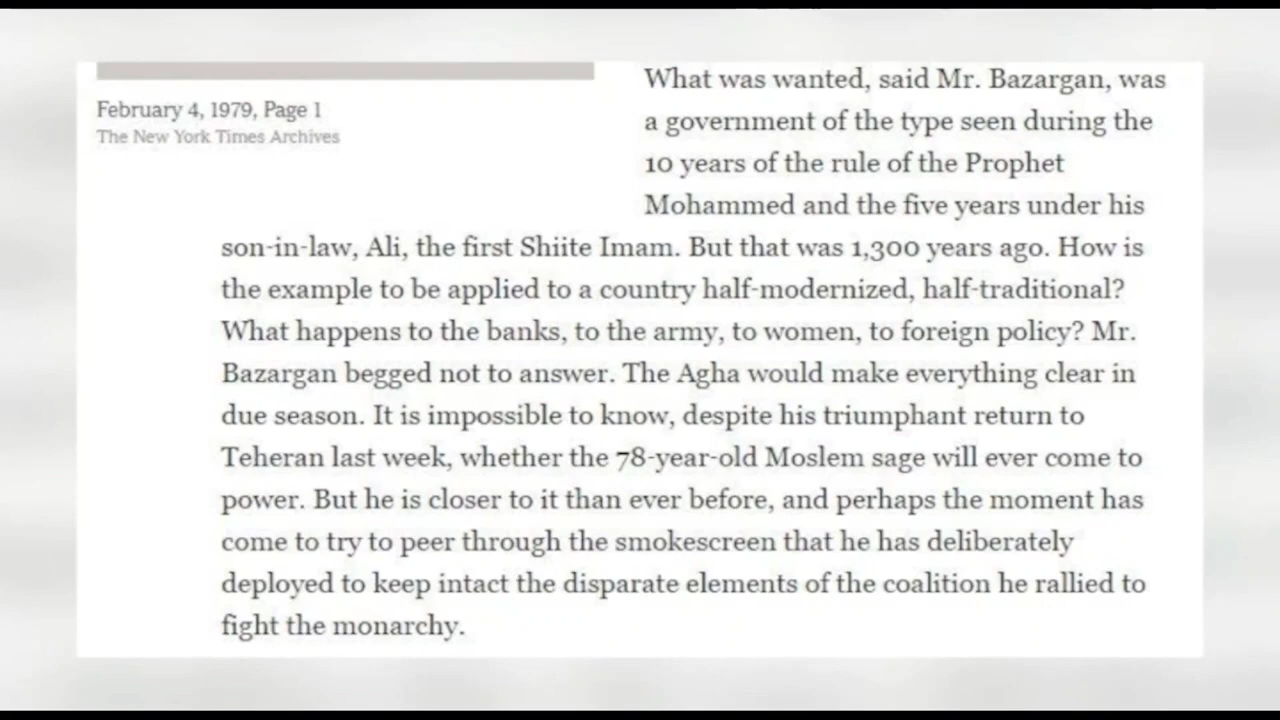 February 4, 1979, Page 1
The New York Times Archives
What was wanted, said Mr. Bazargan, was
a government of the type seen during the
10 years of the rule of the Prophet
Mohammed and the five years under his
son-in-law, Ali, the first Shiite Imam. But that was 1,300 years ago. How is
the example to be applied to a country half-modernized, half-traditional?
What happens to the banks, to the army, to women, to foreign policy? Mr.
Bazargan begged not to answer. The Agha would make everything clear in
due season. It is impossible to know, despite his triumphant return to
Teheran last week, whether the 78-year-old Moslem sage will ever come to
power. But he is closer to it than ever before, and perhaps the moment has
come to try to peer through the smokescreen that he has deliberately
deployed to keep intact the disparate elements of the coalition he rallied to
fight the monarchy.